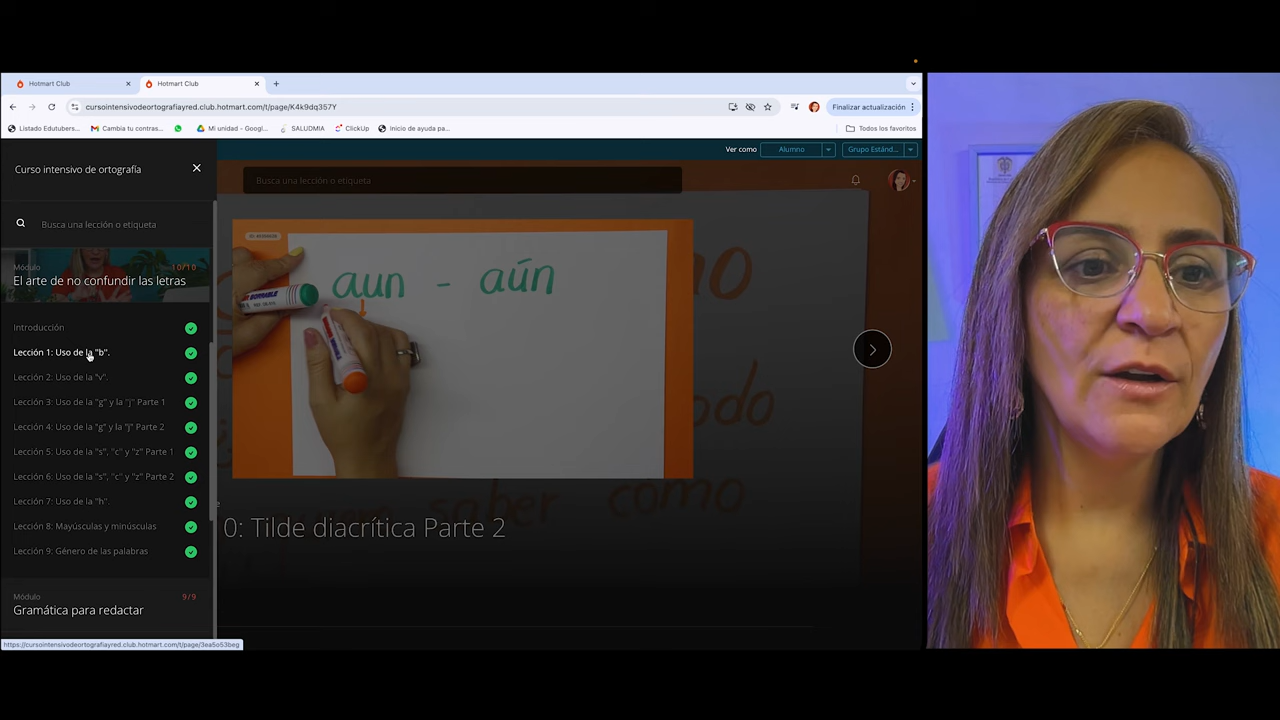 Hotmart Club
Hotmart Club
cursointensivodeortografiayred.club.hotmart.com/t/page/K4k9dq357Y
Finalizar actualización
Listado Edutubers...
Cambia tu contras...
Mi unidad - Googl...
SALUDMIA
ClickUp
Inicio de ayuda pa...
Todos los favoritos
Ver como
Alumno
Grupo Estánd...
Curso intensivo de ortografía
Busca una lección o etiqueta
Busca una lección o etiqueta
Módulo
10/10
El arte de no confundir las letras
Introducción
Lección 1: Uso de la "b".
Lección 2: Uso de la "v".
Lección 3: Uso de la "g" y la "j" Parte 1
Lección 4: Uso de la "g" y la "j" Parte 2
Lección 5: Uso de la "s", "c" y "z" Parte 1
Lección 6: Uso de la "s", "c" y "z" Parte 2
Lección 7: Uso de la "h".
Lección 8: Mayúsculas y minúsculas
Lección 9: Género de las palabras
Módulo
9/9
Gramática para redactar
aun - aún
saber como
0: Tilde diacrítica Parte 2
https://cursointensivodeortografiayred.club.hotmart.com/t/page/3ea5o53beg